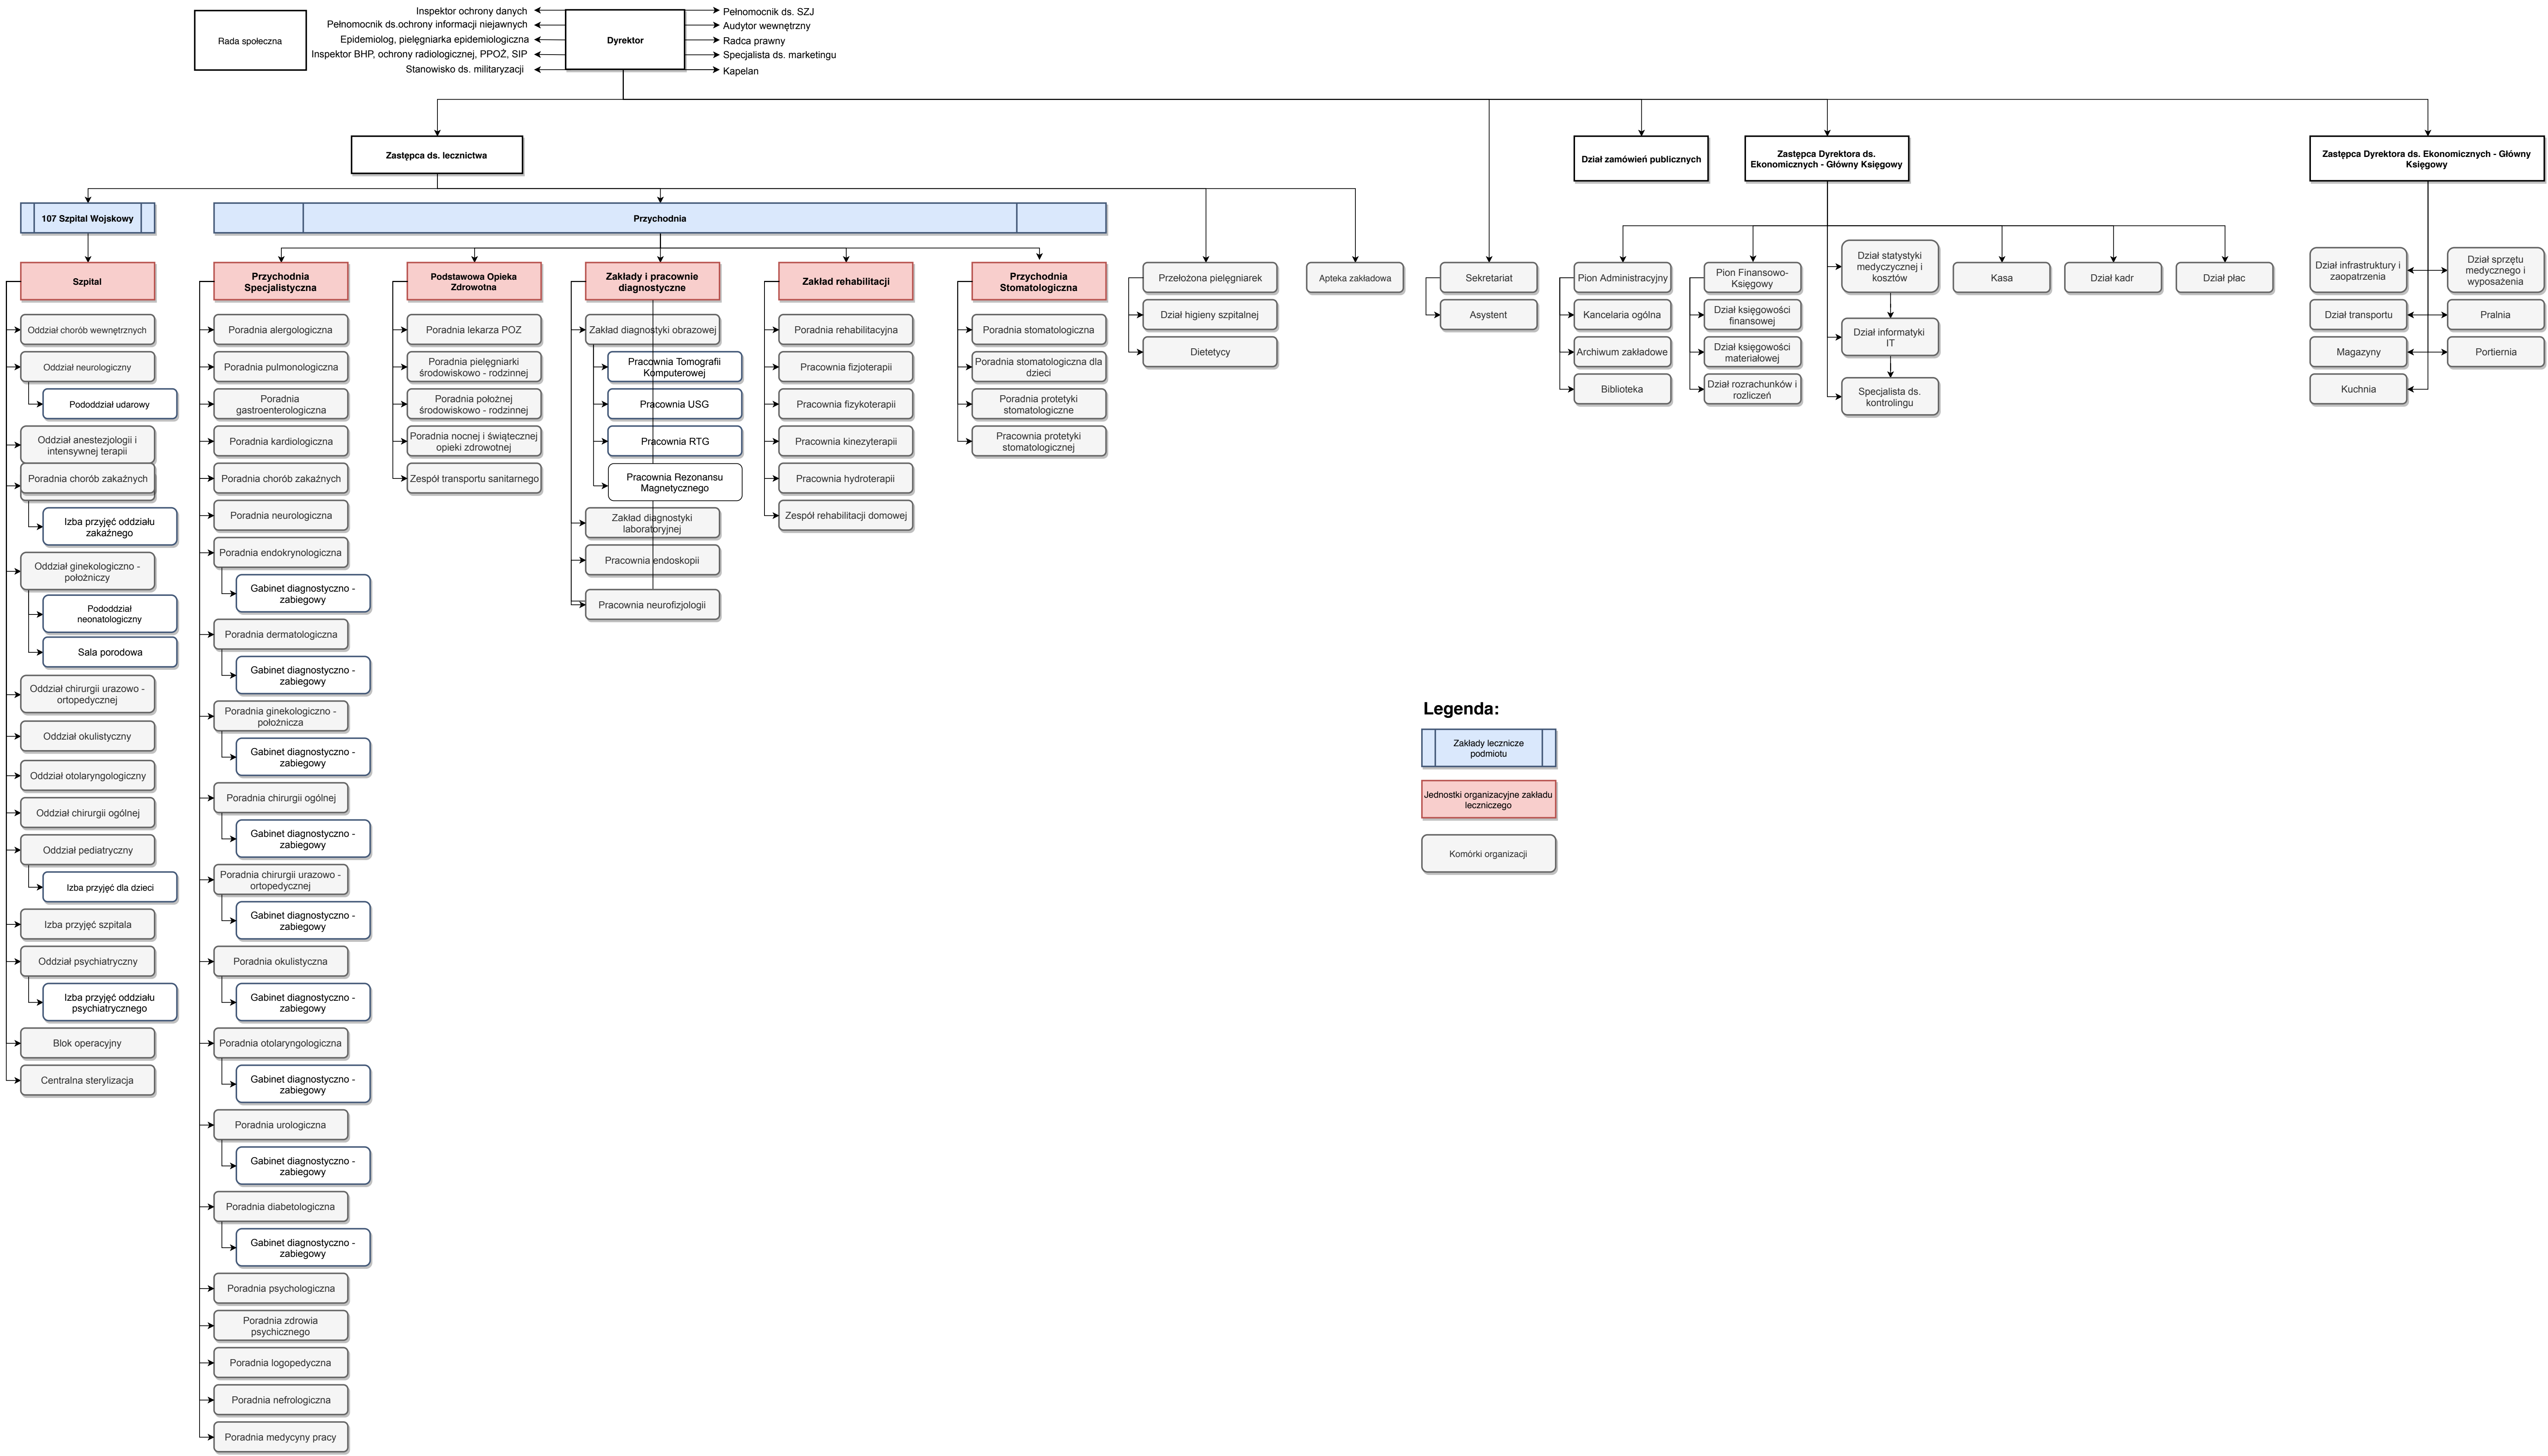 Rada społeczna
Inspektor ochrony danych
Pełnomocnik ds.ochrony informacji niejawnych
Epidemiolog, pielęgniarka epidemiologiczna
Inspektor BHP, ochrony radiologicznej, PPOŻ, SIP
Stanowisko ds. militaryzacji
Dyrektor
Pełnomocnik ds. SZJ
Audytor wewnętrzny
Radca prawny
Specjalista ds. marketingu
Kapelan
Zastępca ds. lecznictwa
Dział zamówień publicznych
Zastępca Dyrektora ds.
Ekonomicznych - Główny Księgowy
Zastępca Dyrektora ds. Ekonomicznych - Główny
Księgowy
107 Szpital Wojskowy
Przychodnia
Szpital
Oddział chorób wewnętrznych
Oddział neurologiczny
Pododdział udarowy
Oddział anestezjologii i
intensywnej terapii
Poradnia chorób zakaźnych
Izba przyjęć oddziału
zakaźnego
Oddział ginekologiczno -
położniczy
Pododdział
neonatologiczny
Sala porodowa
Oddział chirurgii urazowo -
ortopedycznej
Oddział okulistyczny
Oddział otolaryngologiczny
Oddział chirurgii ogólnej
Oddział pediatryczny
Izba przyjęć dla dzieci
Izba przyjęć szpitala
Oddział psychiatryczny
Izba przyjęć oddziału
psychiatrycznego
Blok operacyjny
Centralna sterylizacja
Przychodnia
Specjalistyczna
Poradnia alergologiczna
Poradnia pulmonologiczna
Poradnia
gastroenterologiczna
Poradnia kardiologiczna
Poradnia chorób zakaźnych
Poradnia neurologiczna
Poradnia endokrynologiczna
Gabinet diagnostyczno -
zabiegowy
Poradnia dermatologiczna
Gabinet diagnostyczno -
zabiegowy
Poradnia ginekologiczno -
położnicza
Gabinet diagnostyczno -
zabiegowy
Poradnia chirurgii ogólnej
Gabinet diagnostyczno -
zabiegowy
Poradnia chirurgii urazowo -
ortopedycznej
Gabinet diagnostyczno -
zabiegowy
Poradnia okulistyczna
Gabinet diagnostyczno -
zabiegowy
Poradnia otolaryngologiczna
Gabinet diagnostyczno -
zabiegowy
Poradnia urologiczna
Gabinet diagnostyczno -
zabiegowy
Poradnia diabetologiczna
Gabinet diagnostyczno -
zabiegowy
Poradnia psychologiczna
Poradnia zdrowia
psychicznego
Poradnia logopedyczna
Poradnia nefrologiczna
Poradnia medycyny pracy
Podstawowa Opieka
Zdrowotna
Poradnia lekarza POZ
Poradnia pielęgniarki
środowiskowo - rodzinnej
Poradnia położnej
środowiskowo - rodzinnej
Poradnia nocnej i świątecznej
opieki zdrowotnej
Zespół transportu sanitarnego
Zakłady i pracownie
diagnostyczne
Zakład diagnostyki obrazowej
Pracownia Tomografii
Komputerowej
Pracownia USG
Pracownia RTG
Pracownia Rezonansu
Magnetycznego
Zakład diagnostyki
laboratoryjnej
Pracownia endoskopii
Pracownia neurofizjologii
Zakład rehabilitacji
Poradnia rehabilitacyjna
Pracownia fizjoterapii
Pracownia fizykoterapii
Pracownia kinezyterapii
Pracownia hydroterapii
Zespół rehabilitacji domowej
Przychodnia
Stomatologiczna
Poradnia stomatologiczna
Poradnia stomatologiczna dla
dzieci
Poradnia protetyki
stomatologiczne
Pracownia protetyki
stomatologicznej
Przełożona pielęgniarek
Dział higieny szpitalnej
Dietetycy
Apteka zakładowa
Sekretariat
Asystent
Pion Administracyjny
Kancelaria ogólna
Archiwum zakładowe
Biblioteka
Pion Finansowo-
Księgowy
Dział księgowości
finansowej
Dział księgowości
materiałowej
Dział rozrachunków i
rozliczeń
Dział statystyki
medyczycznej i
kosztów
Dział informatyki
IT
Specjalista ds.
kontrolingu
Kasa
Dział kadr
Dział płac
Dział infrastruktury i
zaopatrzenia
Dział transportu
Magazyny
Kuchnia
Dział sprzętu
medycznego i
wyposażenia
Pralnia
Portiernia
Legenda:
Zakłady lecznicze
podmiotu
Jednostki organizacyjne zakładu
leczniczego
Komórki organizacji